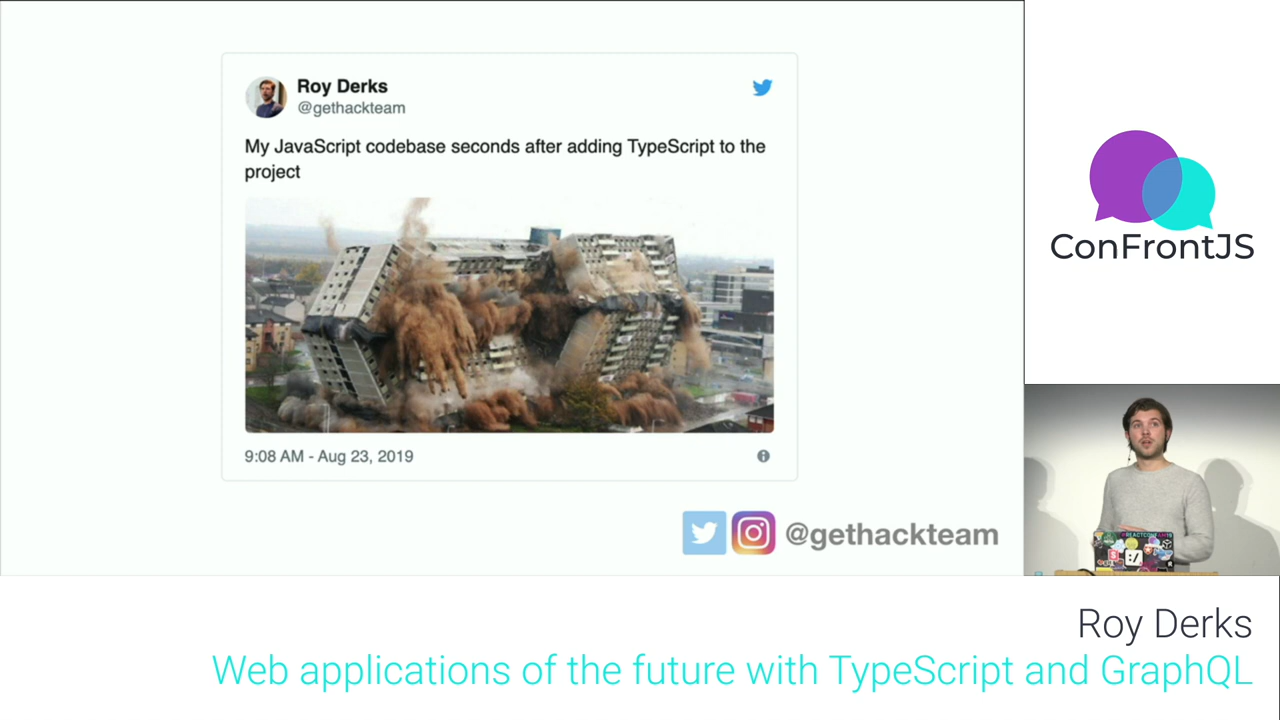 Roy Derks
@gethackteam
My JavaScript codebase seconds after adding TypeScript to the
project
9:08 AM - Aug 23, 2019
@gethackteam
ConFrontJS
Roy Derks
Web applications of the future with TypeScript and GraphQL